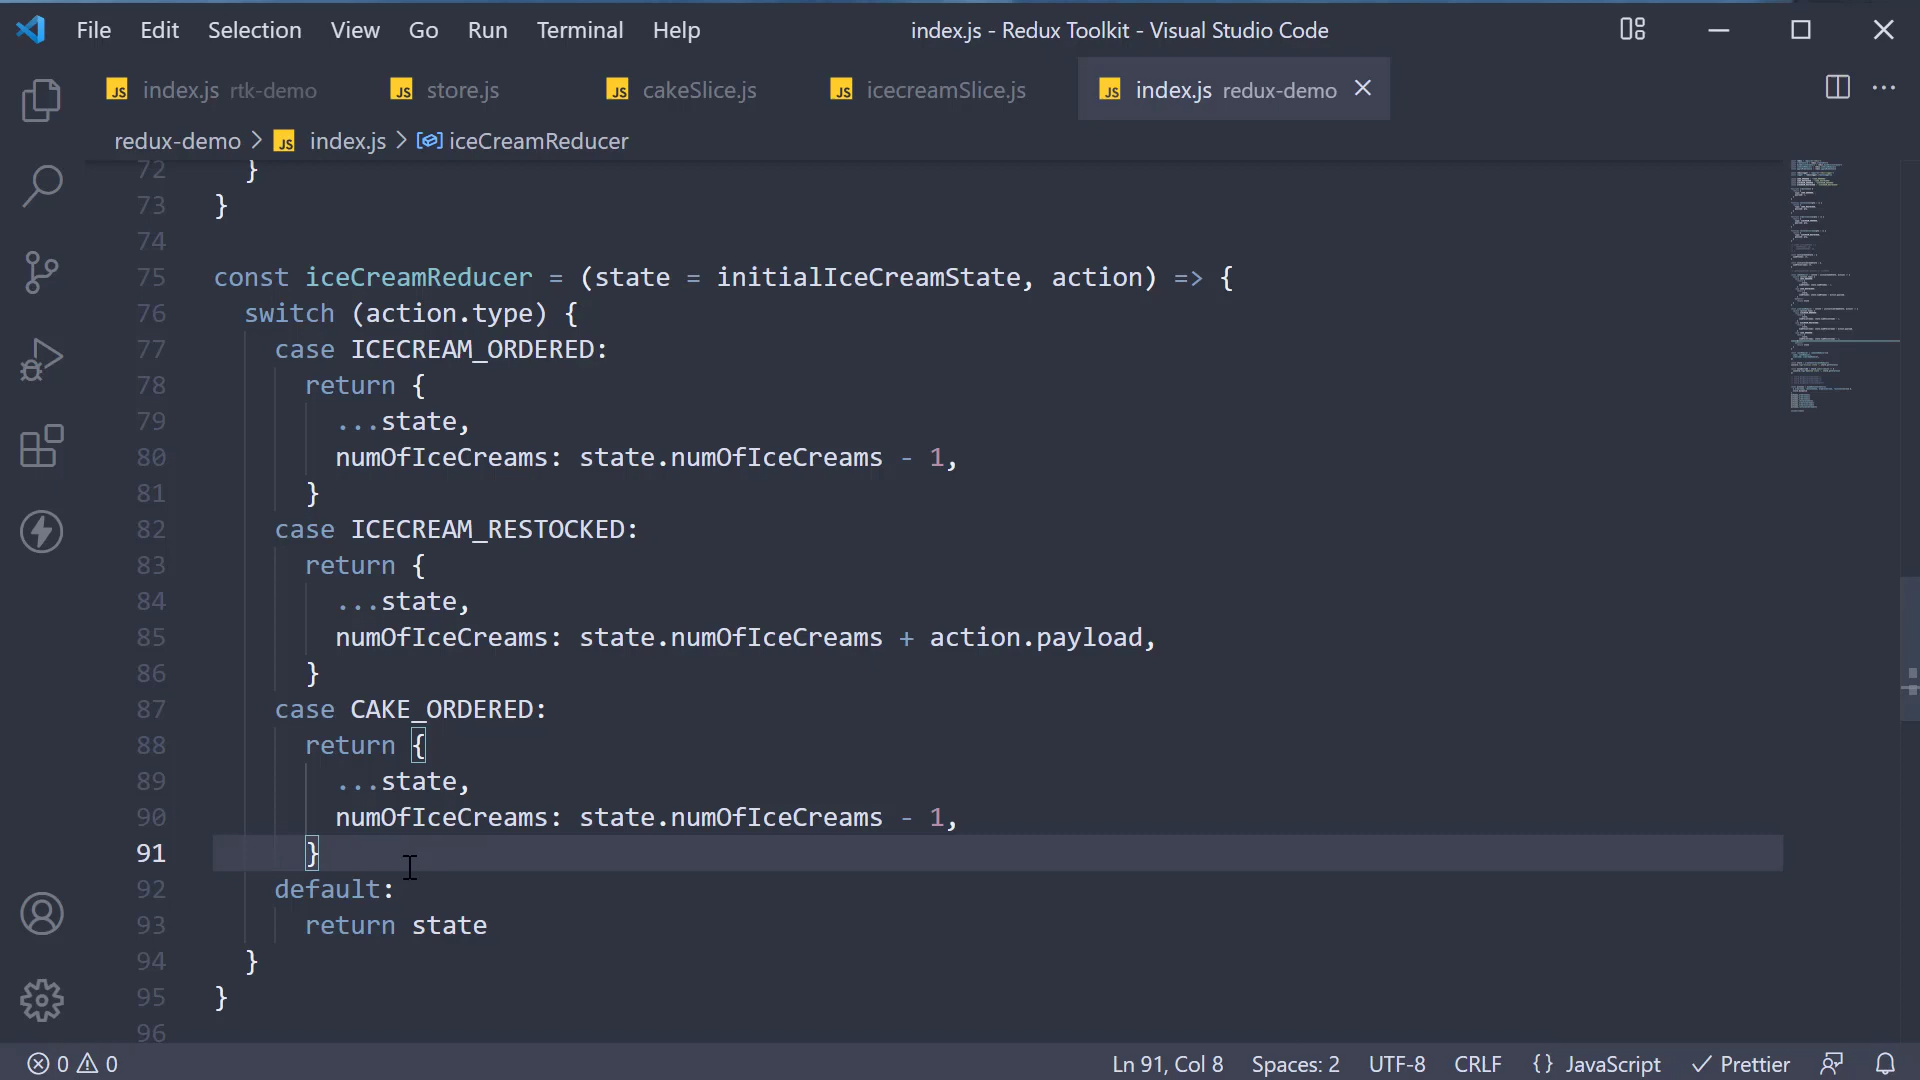 File Edit Selection View Go Run Terminal Help index.js - Redux Toolkit - Visual Studio Code
JS index.js rtk-demo JS store.js JS cakeSlice.js JS icecreamSlice.js JS index.js redux-demo
redux-demo > JS index.js > iceCreamReducer
72 }
73 }
74
75 const iceCreamReducer = (state = initialIceCreamState, action) => {
76 switch (action.type) {
77 case ICECREAM_ORDERED:
78 return {
79 ...state,
80 numOfIceCreams: state.numOfIceCreams - 1,
81 }
82 case ICECREAM_RESTOCKED:
83 return {
84 ...state,
85 numOfIceCreams: state.numOfIceCreams + action.payload,
86 }
87 case CAKE_ORDERED:
88 return {
89 ...state,
90 numOfIceCreams: state.numOfIceCreams - 1,
91 }
92 default:
93 return state
94 }
95 }
96
0 0 Ln 91, Col 8 Spaces: 2 UTF-8 CRLF {} JavaScript Prettier